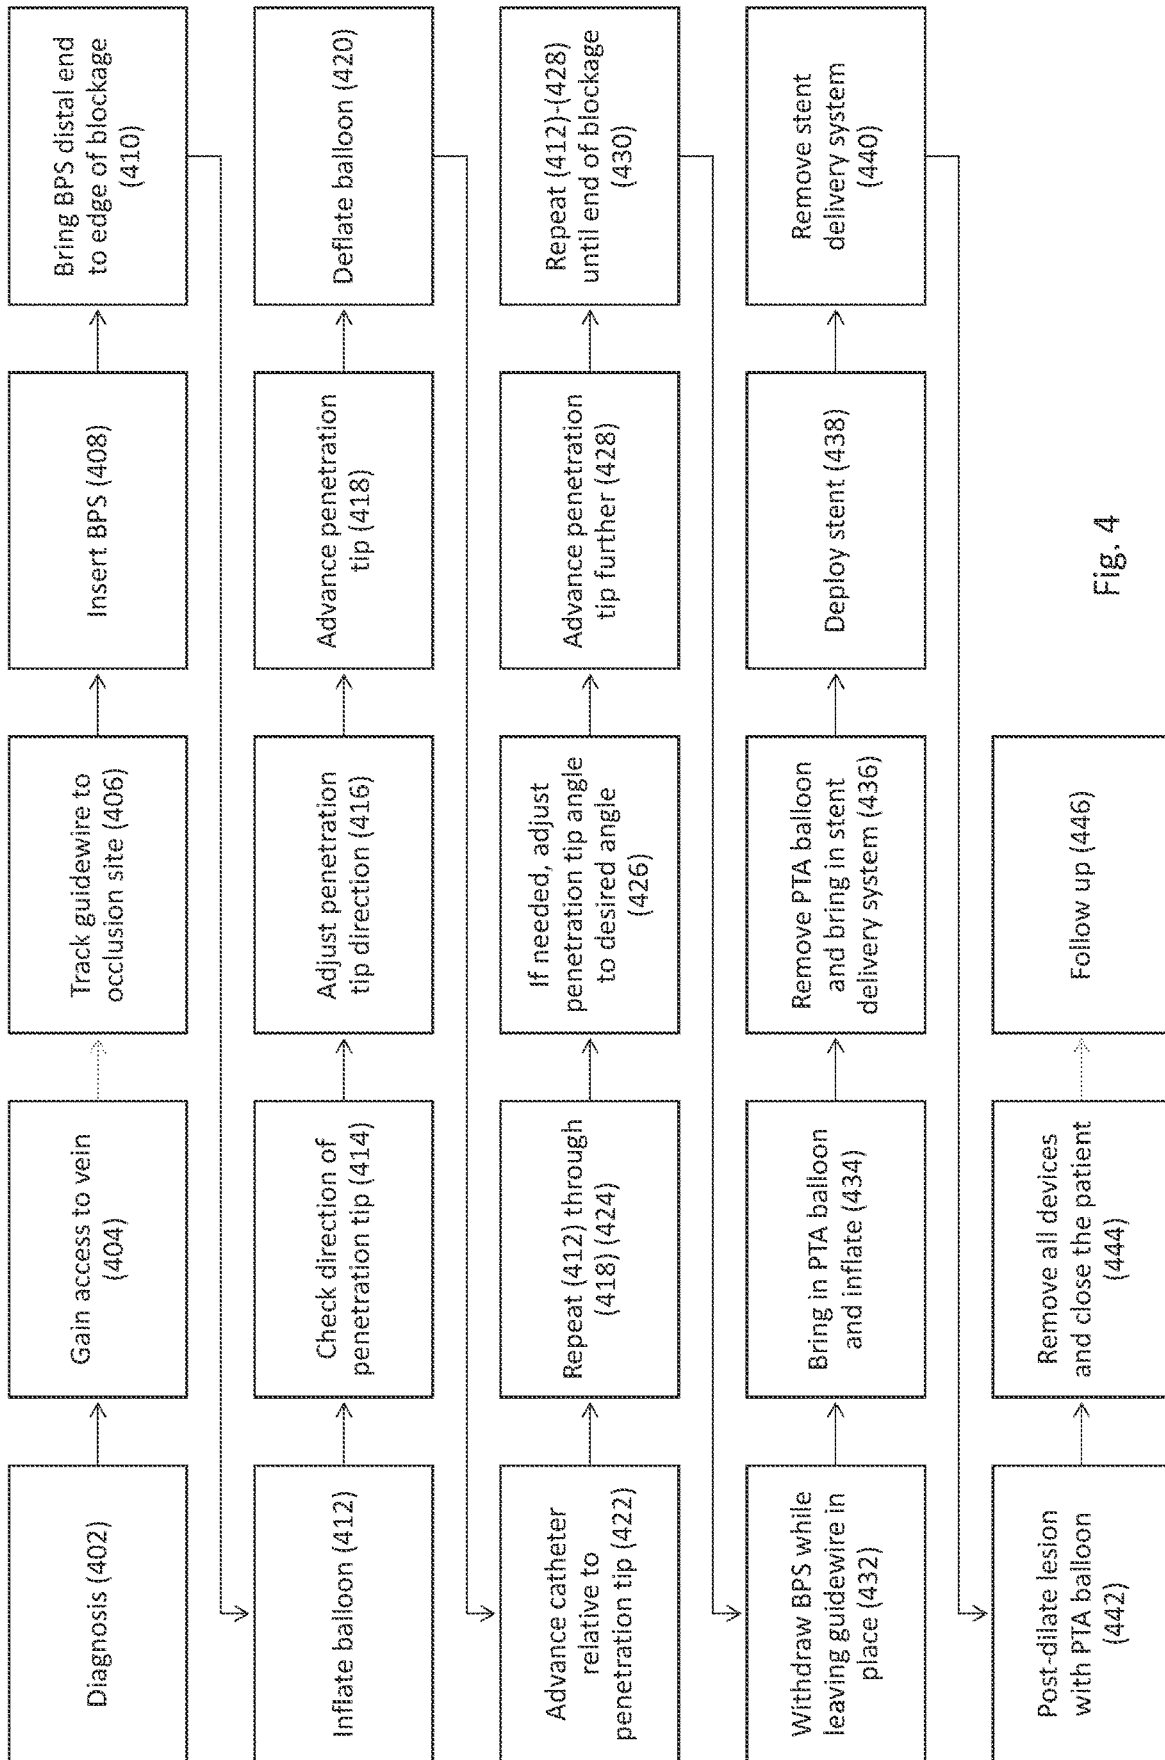 Diagnosis (402)
Gain access to vein
(404)
Track guidewire to
occlusion site (406)
Insert BPS (408)
Bring BPS distal end
to edge of blockage
(410)
Inflate balloon (412)
Check direction of
penetration tip (414)
Adjust penetration
tip direction (416)
Advance penetration
tip (418)
Deflate balloon (420)
Advance catheter
relative to
penetration tip (422)
Repeat (412) through
(418) (424)
If needed, adjust
penetration tip angle
to desired angle
(426)
Advance penetration
tip further (428)
Repeat (412)-(428)
until end of blockage
(430)
Withdraw BPS while
leaving guidewire in
place (432)
Bring in PTA balloon
and inflate (434)
Remove PTA balloon
and bring in stent
delivery system (436)
Deploy stent (438)
Remove stent
delivery system
(440)
Post-dilate lesion
with PTA balloon
(442)
Remove all devices
and close the patient
(444)
Follow up (446)
Fig. 4